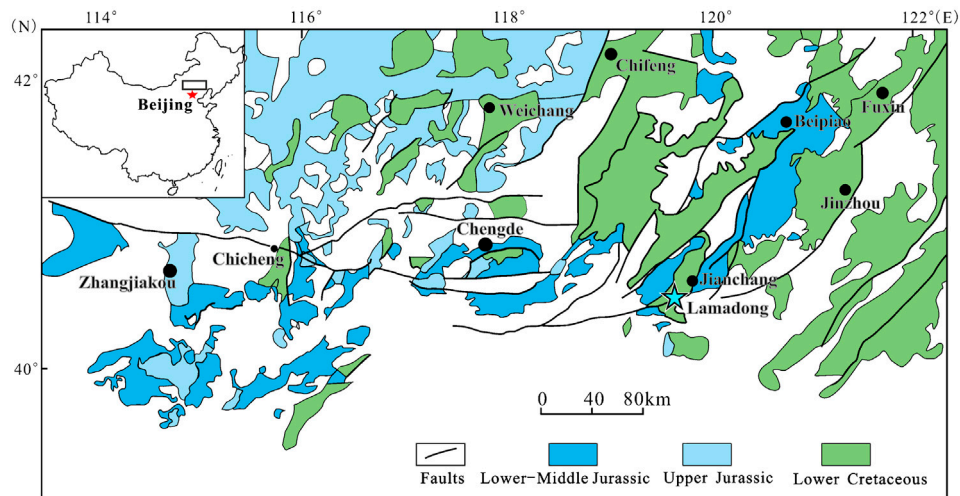 (N)
114°
116°
118°
120°
122°(E)
42°
Chifeng
Beijing
Weichang
Fuxin
Beipiao
Jinzhou
Chengde
Chicheng
Zhangjiakou
Jianchang
Lamadong
40°
0 40 80km
Faults
Lower-Middle Jurassic
Upper Jurassic
Lower Cretaceous